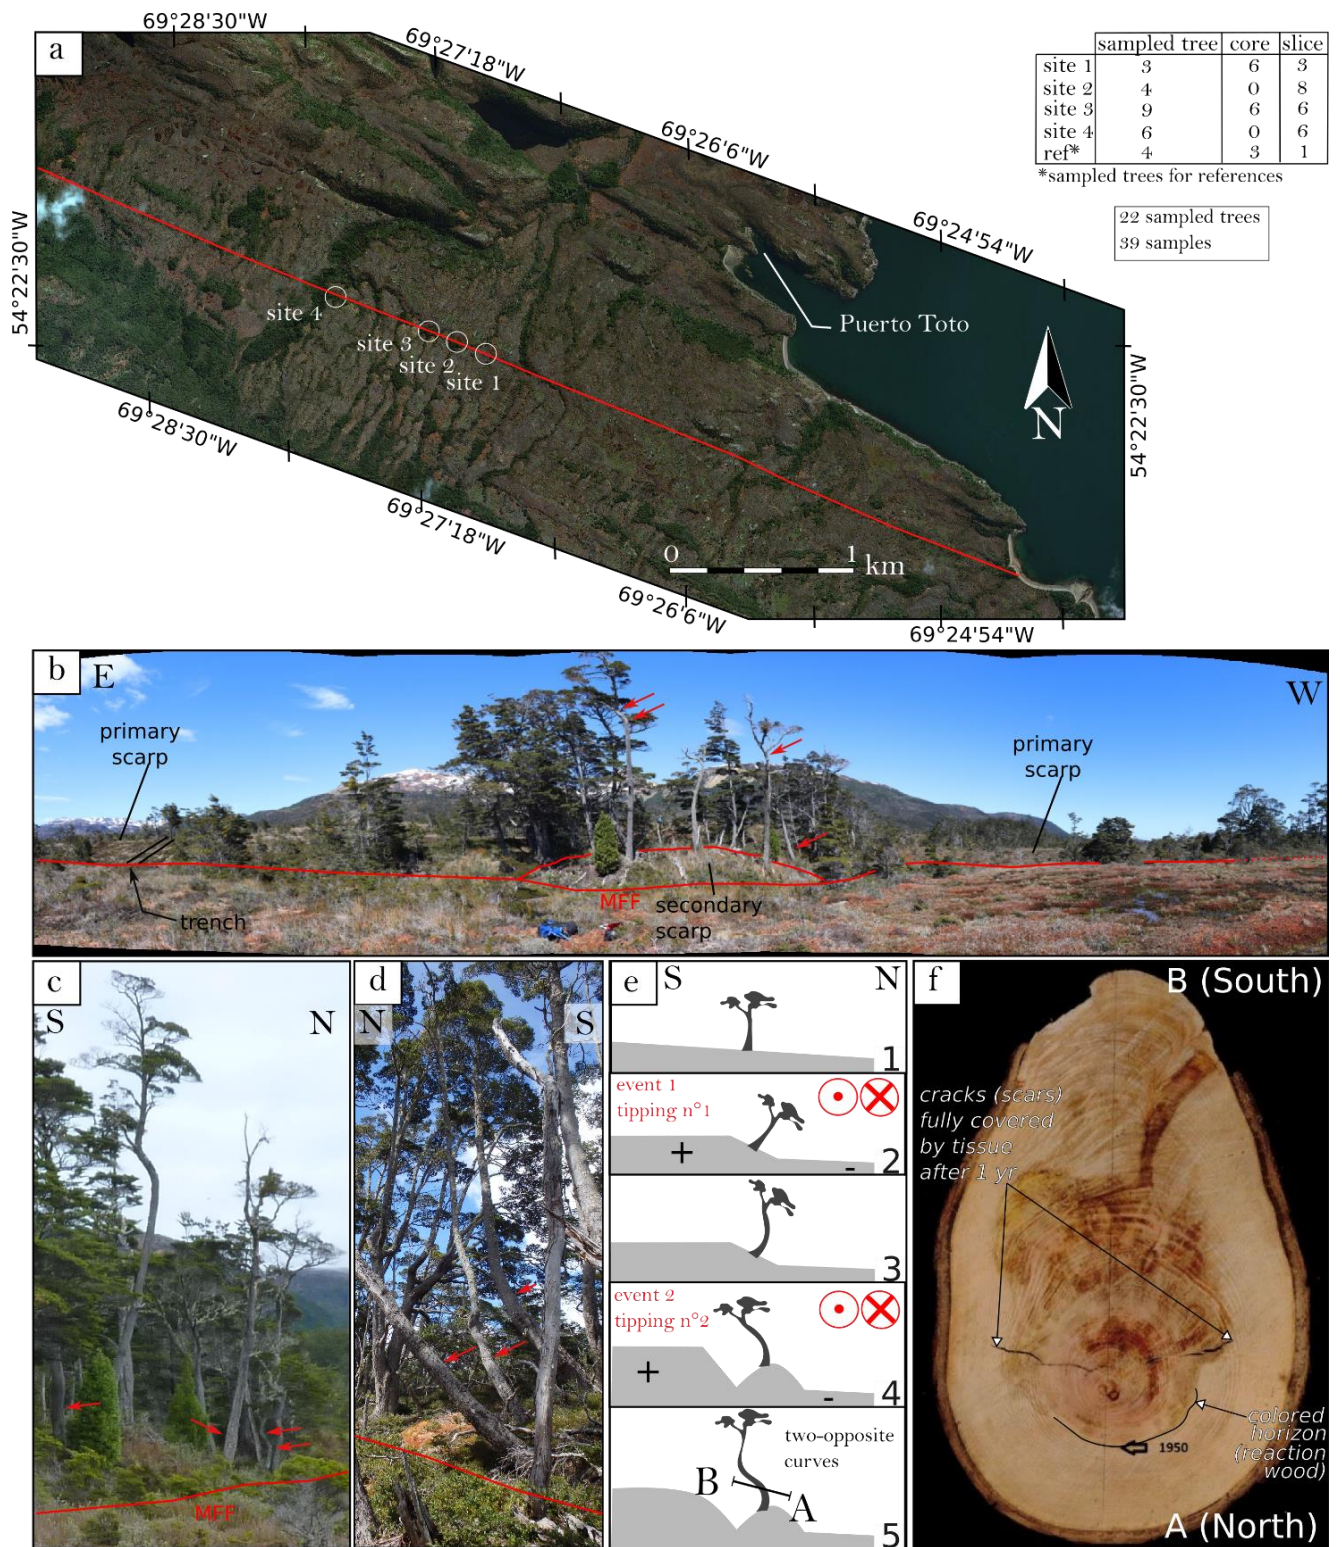 a
69°28'30"W
69°27'18"W
69°26'6"W
69°24'54"W
54°22'30"W
54°22'30"W
site 4
site 3
site 2
site 1
Puerto Toto
N
0 1 km
69°28'30"W
69°27'18"W
69°26'6"W
69°24'54"W
sampled tree core slice
site 1 3 6 3
site 2 4 0 8
site 3 9 6 6
site 4 6 0 6
ref* 4 3 1
*sampled trees for references
22 sampled trees
39 samples
b
E
W
primary
scarp
primary
scarp
trench
MFF
secondary
scarp
c
S
N
MFF
d
N
S
e
S
N
1
event 1
tipping n°1
+
-
2
3
event 2
tipping n°2
+
-
4
two-opposite
curves
B
A
5
f
B (South)
cracks (scars)
fully covered
by tissue
after 1 yr
colored
horizon
(reaction
wood)
1950
A (North)